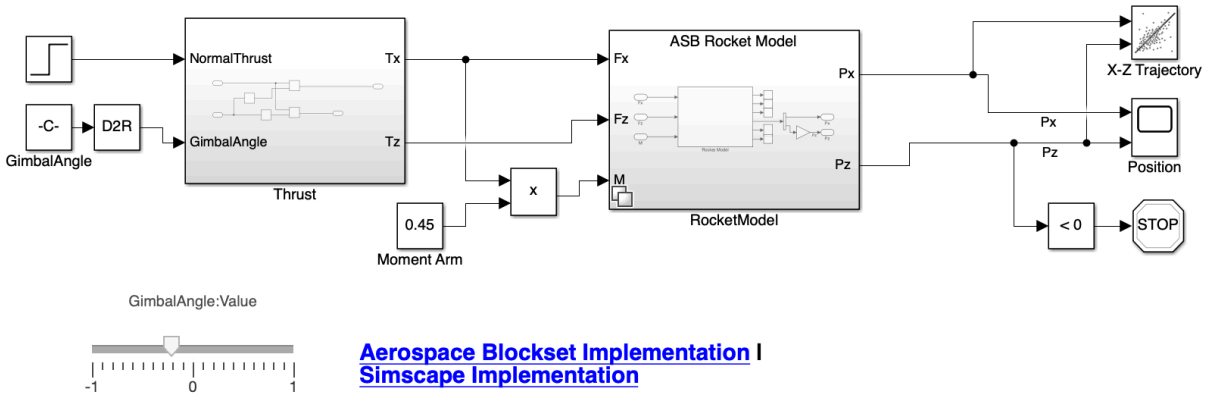 ASB Rocket Model
NormalThrust
Tx
Fx
Px
X-Z Trajectory
-C-
D2R
GimbalAngle
GimbalAngle
Tz
Fz
Px
Pz
Pz
Position
Thrust
x
M
RocketModel
0.45
Moment Arm
< 0
STOP
GimbalAngle:Value
-1
0
1
Aerospace Blockset Implementation |
Simscape Implementation